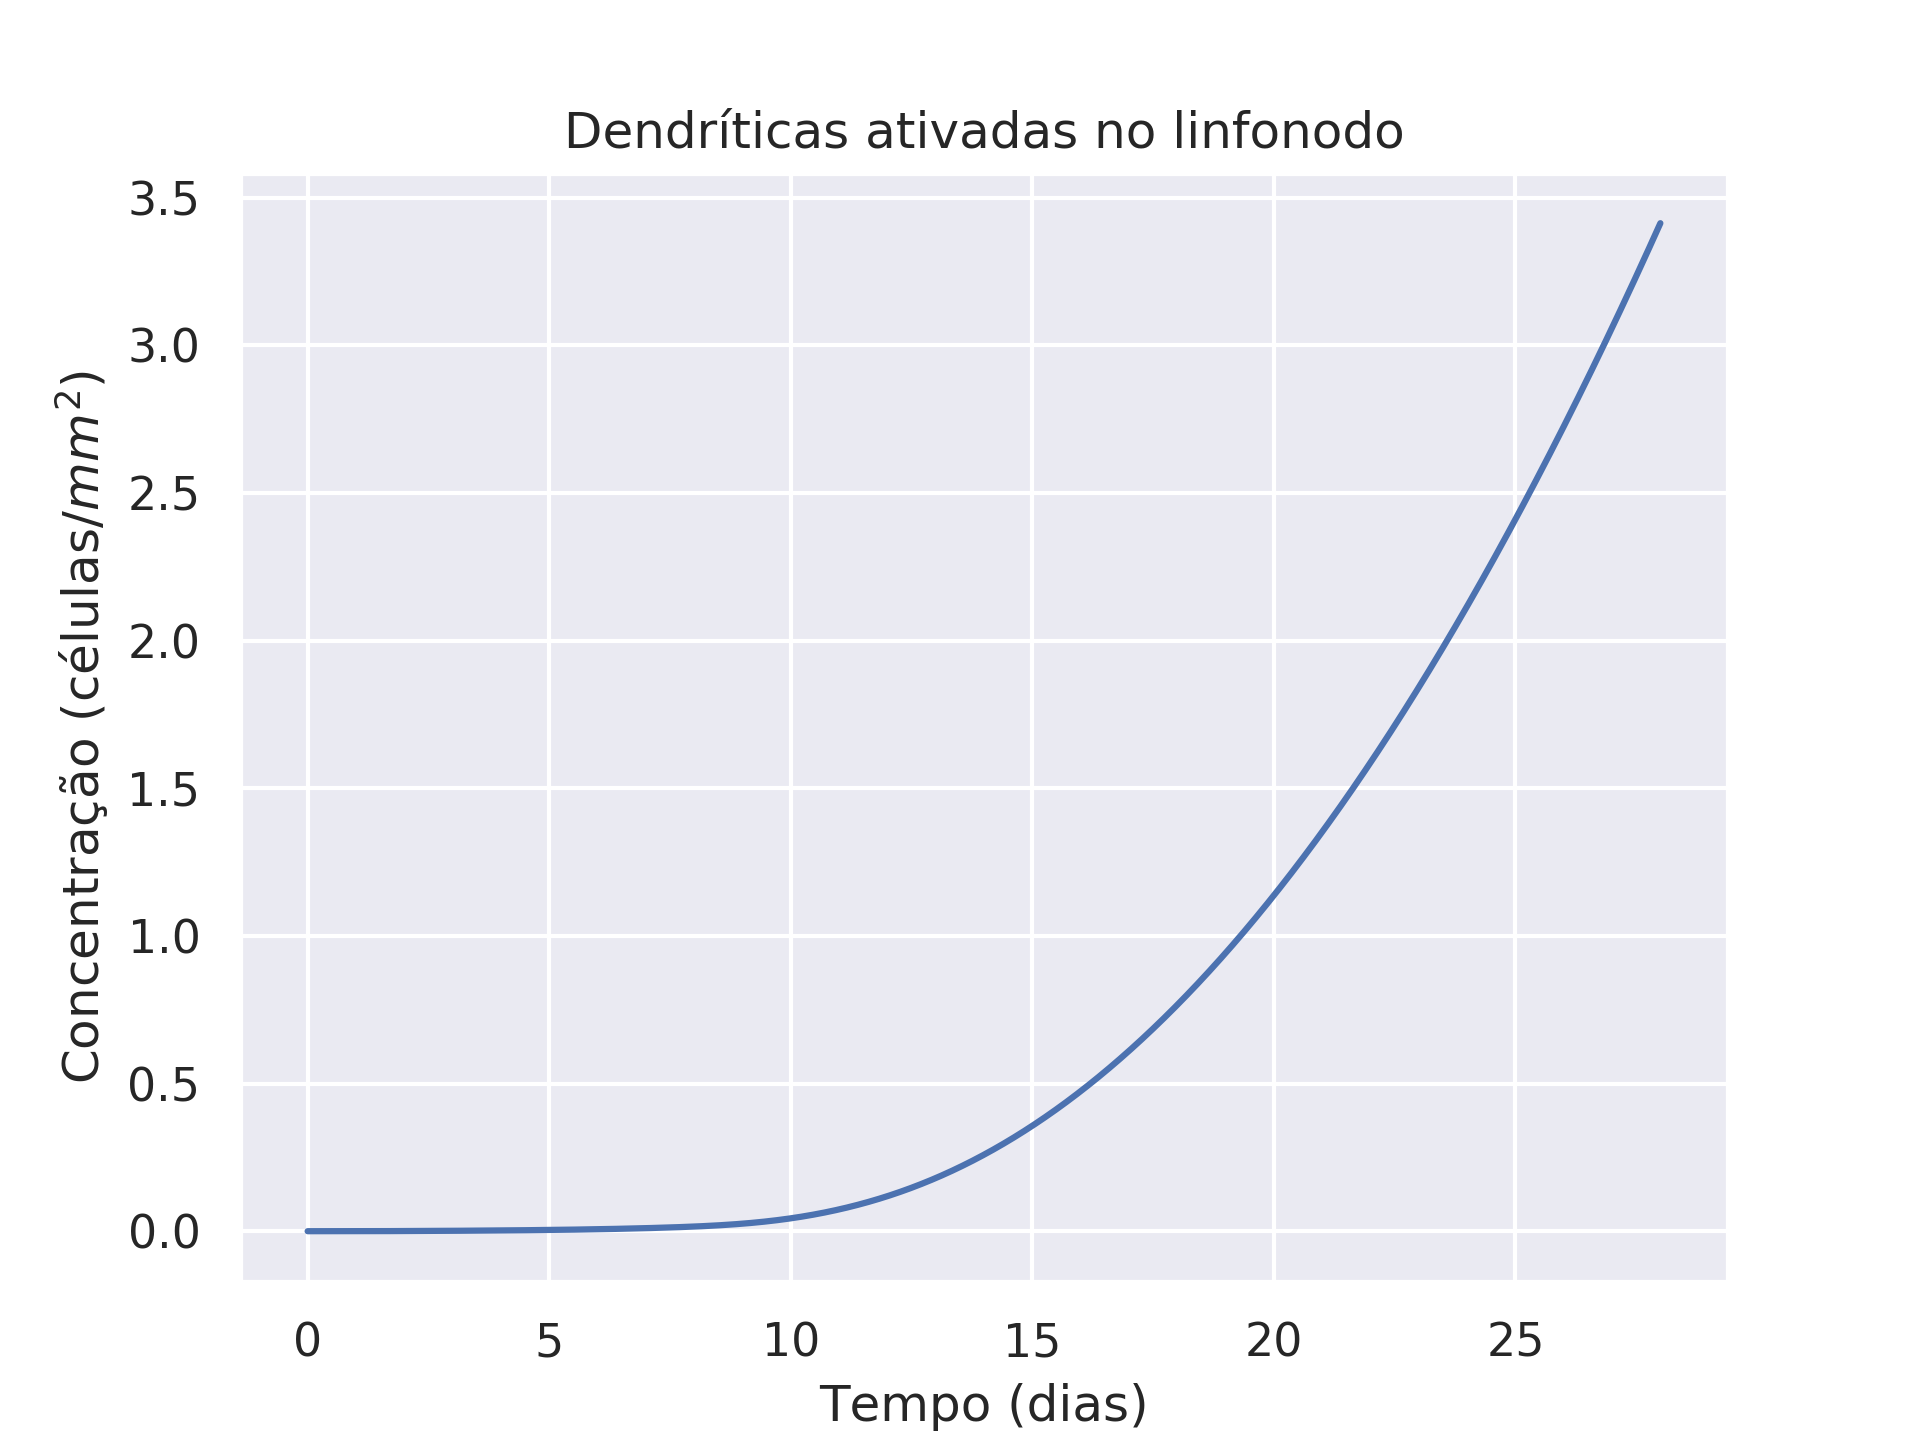 Dendríticas ativadas no linfonodo
Concentração (células/mm²)
3.5
3.0
2.5
2.0
1.5
1.0
0.5
0.0
0 5 10 15 20 25
Tempo (dias)